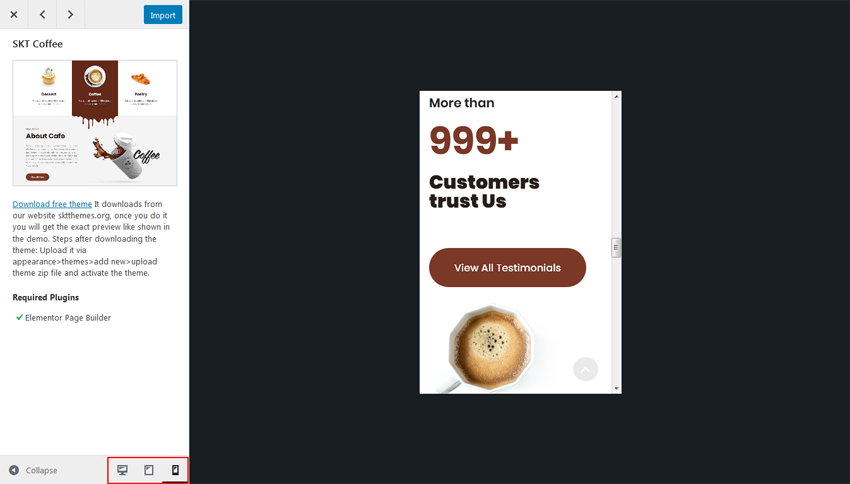 Import
SKT Coffee
Dessert
Coffee
Pastry
About Cafe
Coffee
Download free theme It downloads from
our website sktthemes.org, once you do it
you will get the exact preview like shown in
the demo. Steps after downloading the
theme: Upload it via
appearance>themes>add new>upload
theme zip file and activate the theme.
Required Plugins
Elementor Page Builder
Collapse
More than
999+
Customers
trust Us
View All Testimonials